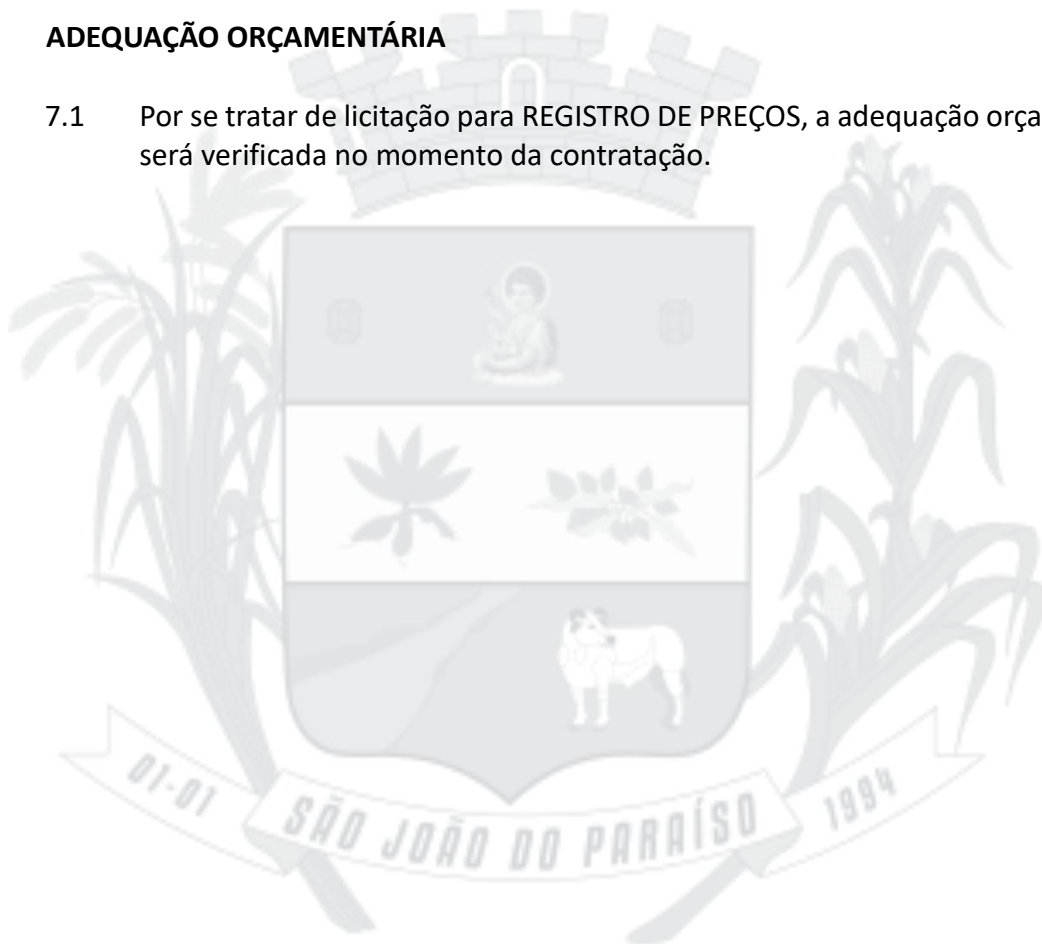 ADEQUAÇÃO ORÇAMENTÁRIA
7.1 Por se tratar de licitação para REGISTRO DE PREÇOS, a adequação orça
será verificada no momento da contratação.
01-01 SÃO JOÃO DO PARAÍSO 1994